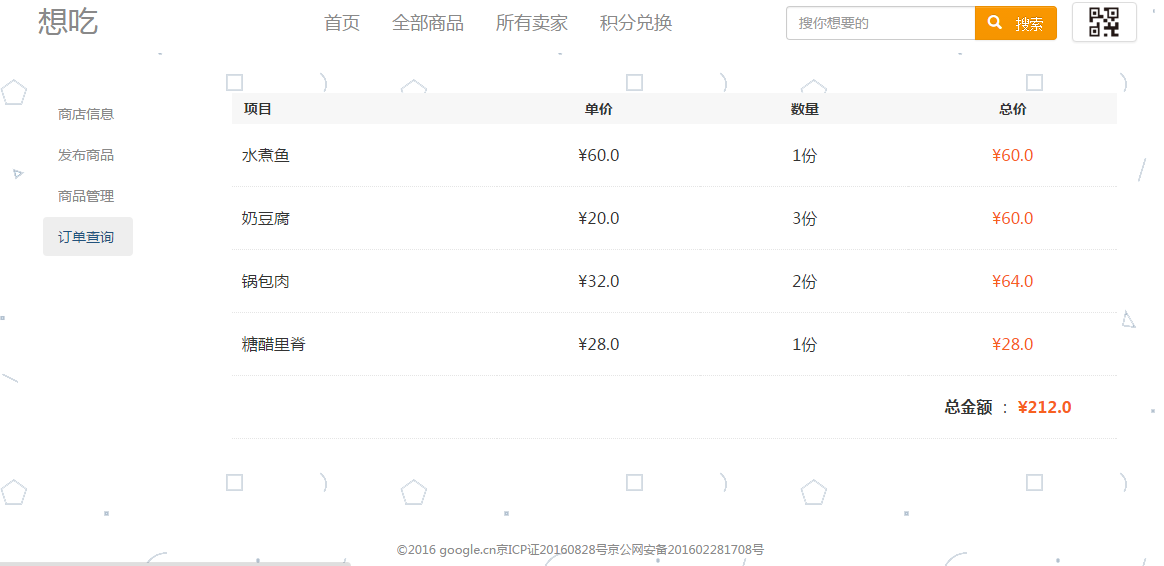 想吃 首页 全部商品 所有卖家 积分兑换 搜你想要的 搜索
商店信息
发布商品
商品管理
订单查询
项目 单价 数量 总价
水煮鱼 ¥60.0 1份 ¥60.0
奶豆腐 ¥20.0 3份 ¥60.0
锅包肉 ¥32.0 2份 ¥64.0
糖醋里脊 ¥28.0 1份 ¥28.0
总金额 : ¥212.0
©2016 google.cn京ICP证20160828号京公网安备201602281708号